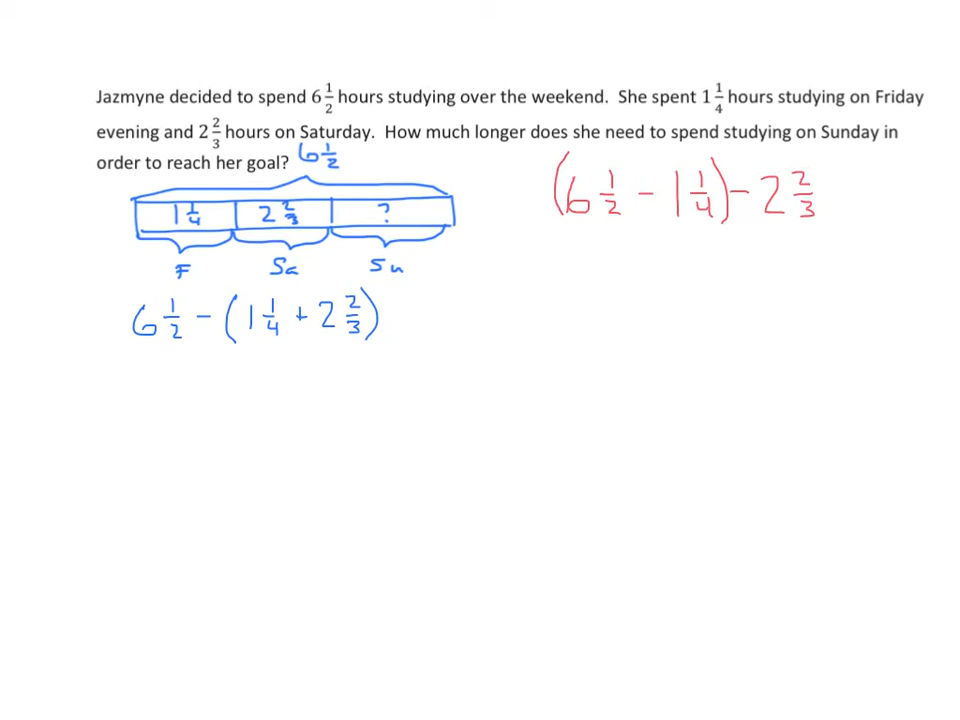 Jazmyne decided to spend 6 1/2 hours studying over the weekend. She spent 1 1/4 hours studying on Friday
evening and 2 2/3 hours on Saturday. How much longer does she need to spend studying on Sunday in
order to reach her goal?
6 1/2
(6 1/2 - 1 1/4) - 2 2/3
1 1/4 2 2/3 ?
F Sa Su
6 1/2 - (1 1/4 + 2 2/3)